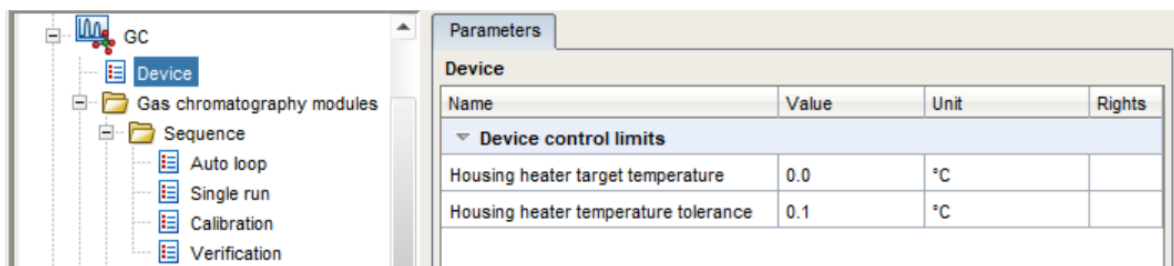 GC
Device
Gas chromatography modules
Sequence
Auto loop
Single run
Calibration
Verification
Parameters
Device
Name Value Unit Rights
Device control limits
Housing heater target temperature 0.0 °C
Housing heater temperature tolerance 0.1 °C